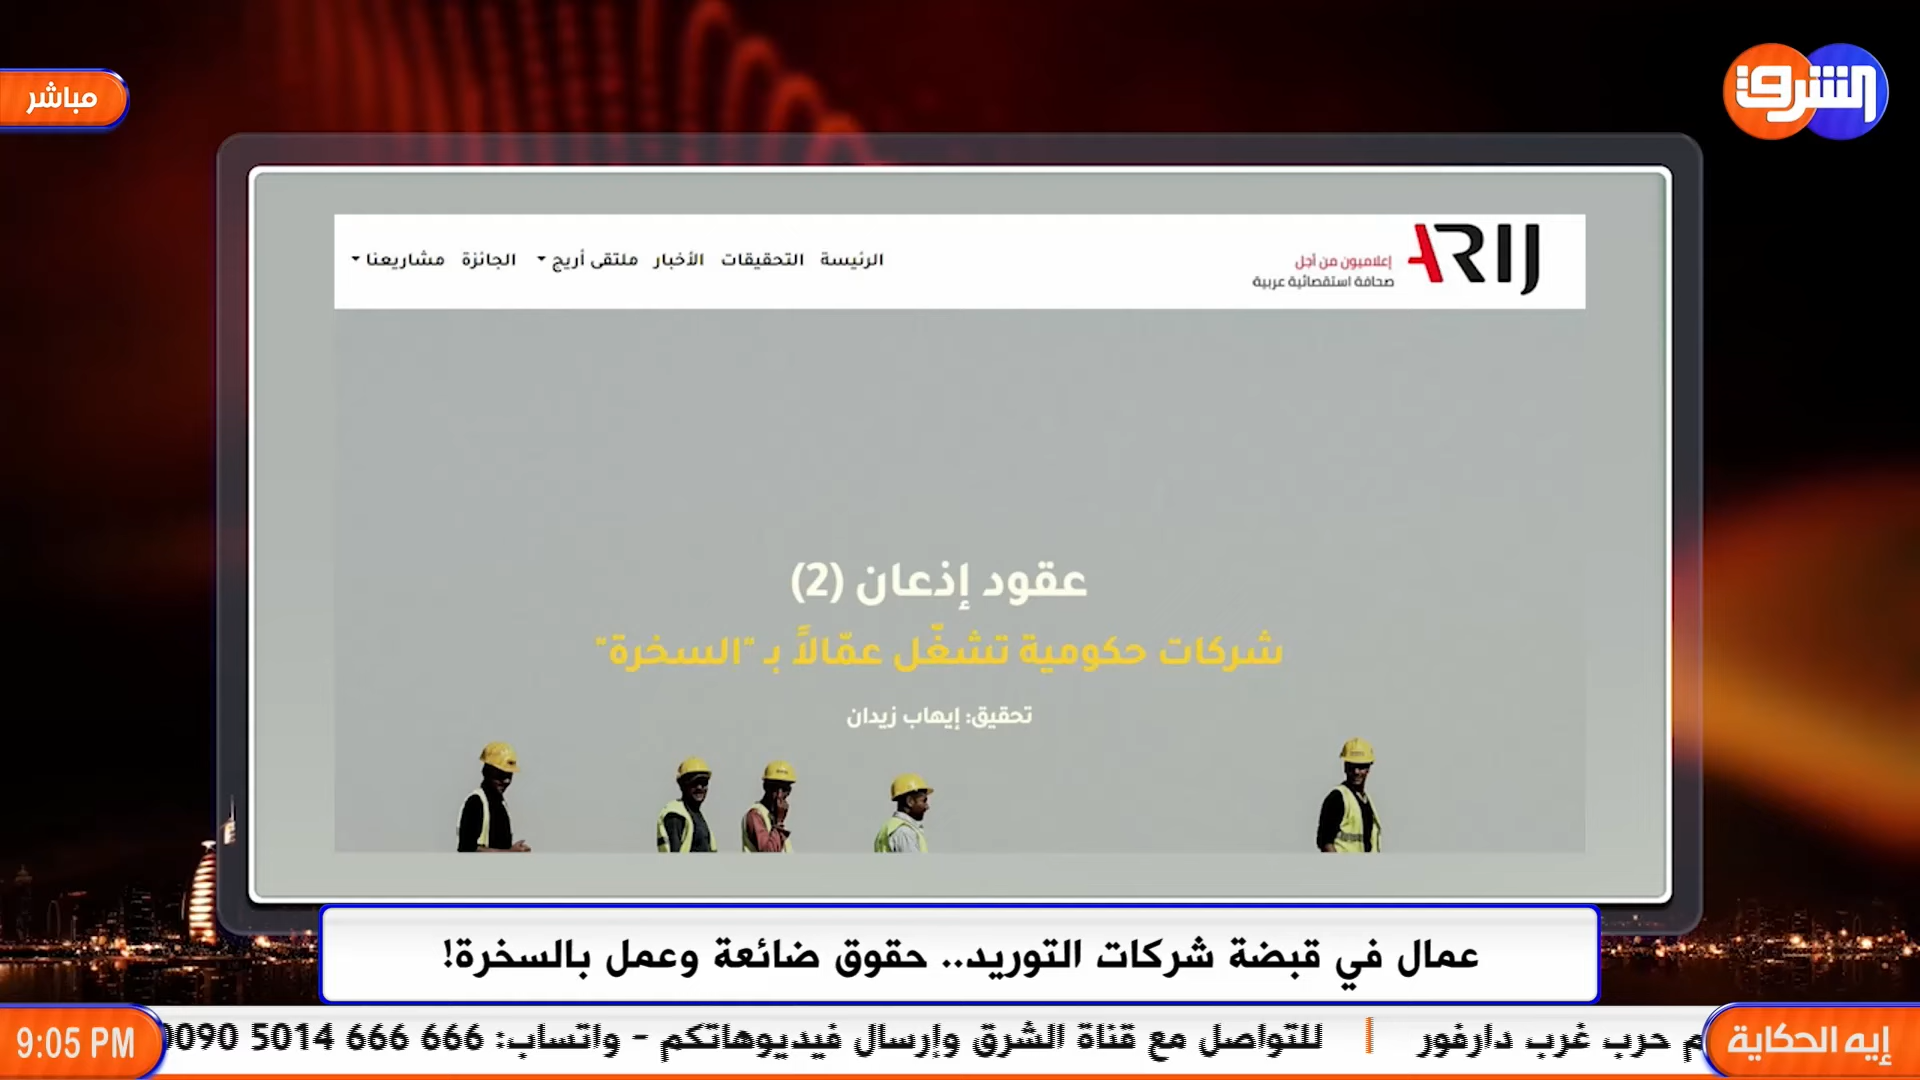 مباشر
الشرق
ARIJ
إعلاميون من أجل
صحافة استقصائية عربية
الرئيسة التحقيقات الأخبار ملتقى أريج الجائزة مشاريعنا
عقود إذعان (2)
شركات حكومية تشغّل عمّالاً بـ "السخرة"
تحقيق: إيهاب زيدان
عمال في قبضة شركات التوريد.. حقوق ضائعة وعمل بالسخرة!
إيه الحكاية
م حرب غرب دارفور | للتواصل مع قناة الشرق وإرسال فيديوهاتكم - واتساب: 666 666 5014 0090
9:05 PM